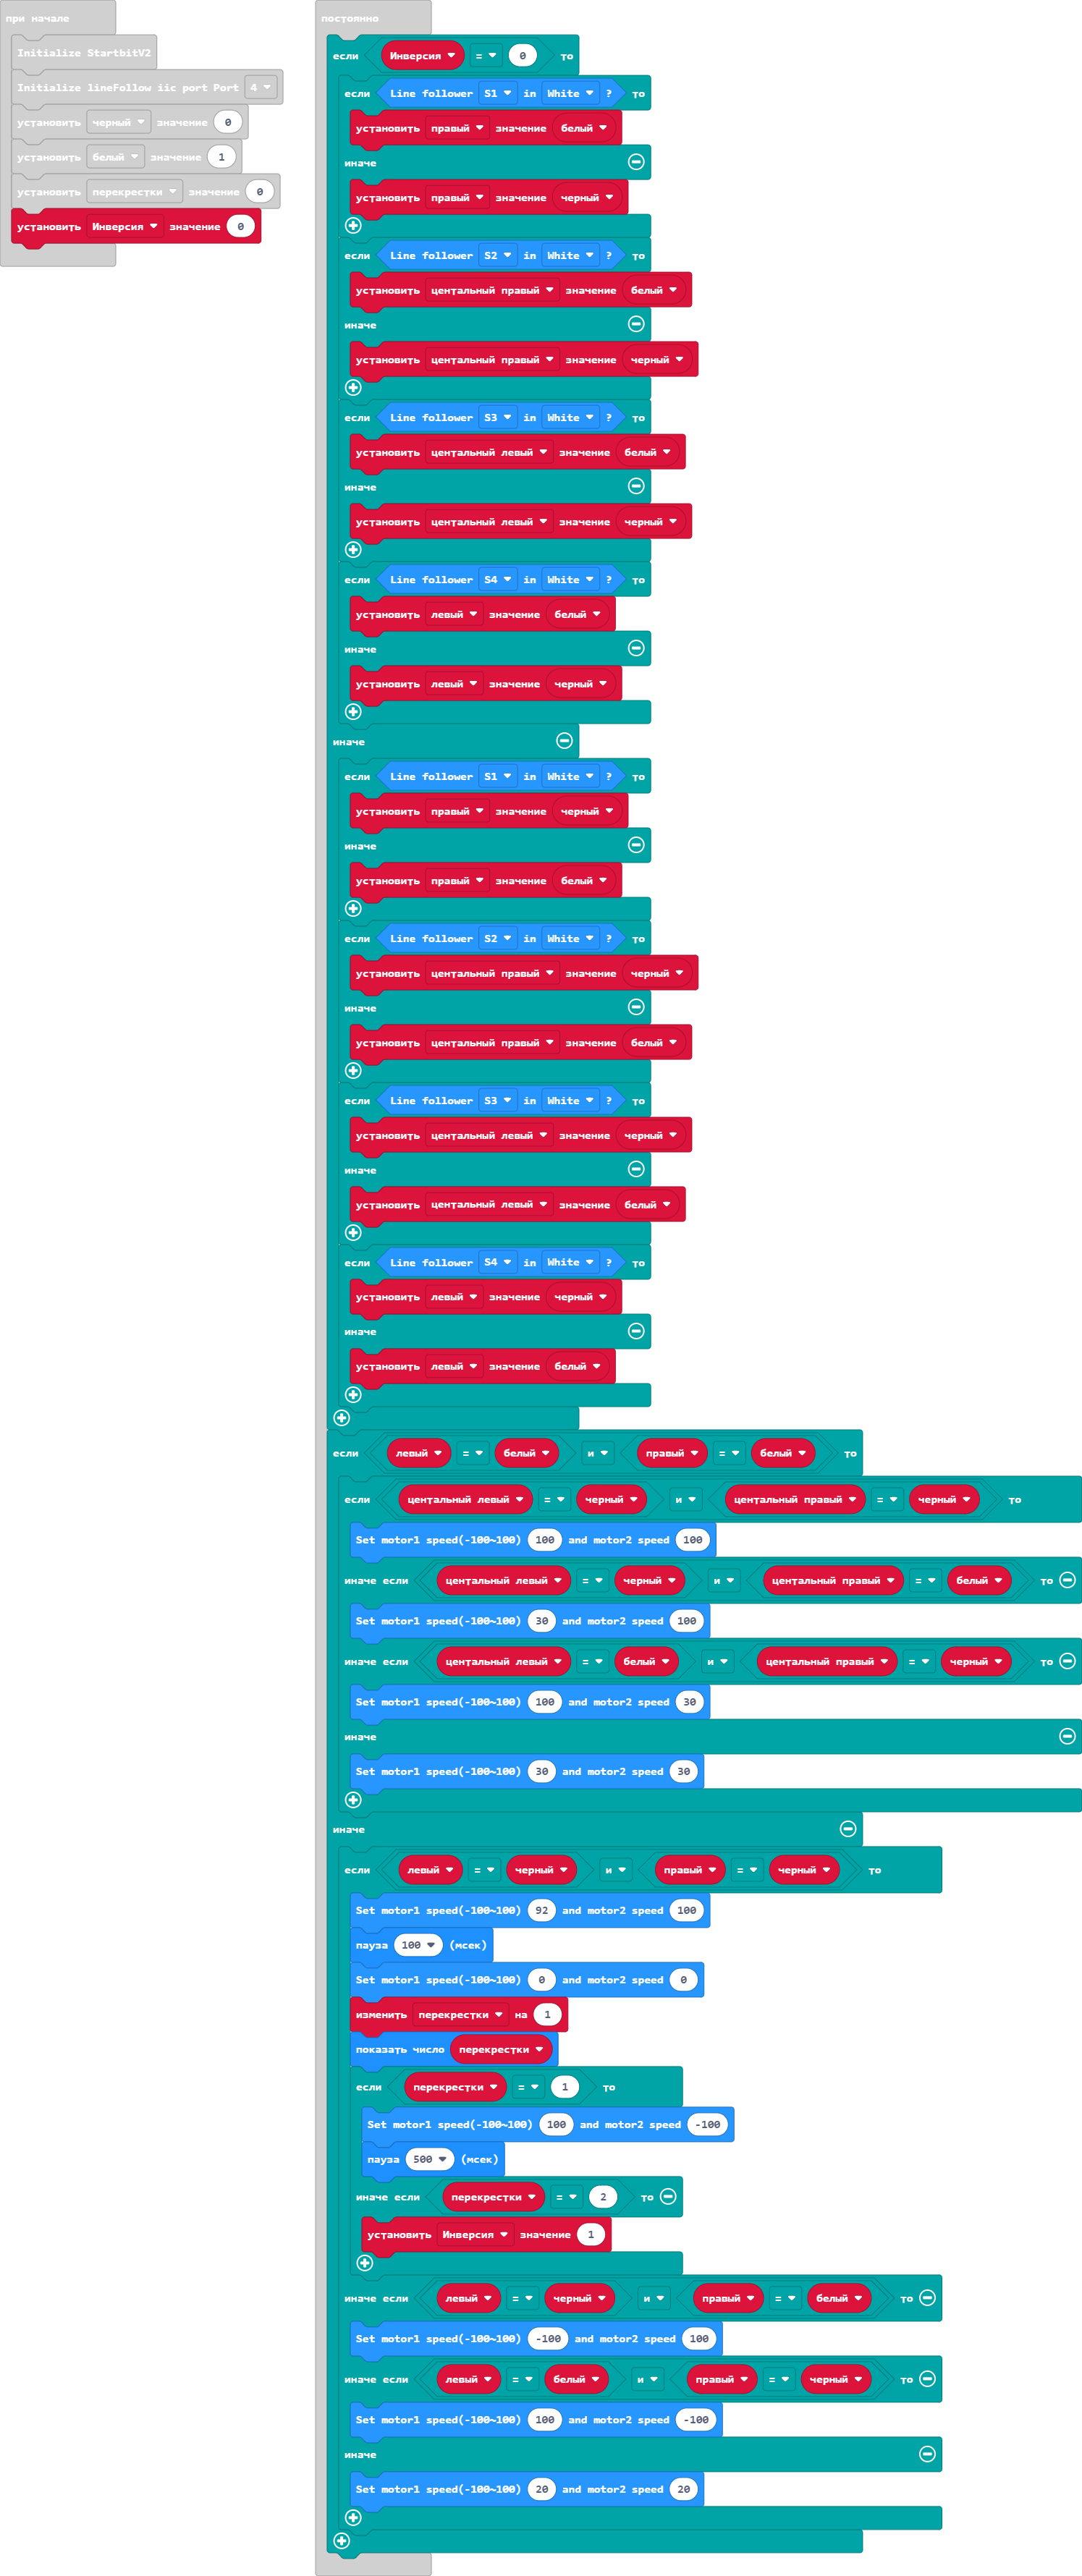 при начале
Initialize StartbitV2
Initialize lineFollow iic port Port 4
установить черный значение 0
установить белый значение 1
установить перекрестки значение 0
установить Инверсия значение 0
постоянно
если Инверсия = 0 то
если Line follower S1 in White ? то
установить правый значение белый
иначе
установить правый значение черный
если Line follower S2 in White ? то
установить центальный правый значение белый
иначе
установить центальный правый значение черный
если Line follower S3 in White ? то
установить центальный левый значение белый
иначе
установить центальный левый значение черный
если Line follower S4 in White ? то
установить левый значение белый
иначе
установить левый значение черный
иначе
если Line follower S1 in White ? то
установить правый значение черный
иначе
установить правый значение белый
если Line follower S2 in White ? то
установить центальный правый значение черный
иначе
установить центальный правый значение белый
если Line follower S3 in White ? то
установить центальный левый значение черный
иначе
установить центальный левый значение белый
если Line follower S4 in White ? то
установить левый значение черный
иначе
установить левый значение белый
если левый = белый и правый = белый то
если центальный левый = черный и центальный правый = черный то
Set motor1 speed(-100~100) 100 and motor2 speed 100
иначе если центальный левый = черный и центальный правый = белый то
Set motor1 speed(-100~100) 30 and motor2 speed 100
иначе если центальный левый = белый и центальный правый = черный то
Set motor1 speed(-100~100) 100 and motor2 speed 30
иначе
Set motor1 speed(-100~100) 30 and motor2 speed 30
иначе
если левый = черный и правый = черный то
Set motor1 speed(-100~100) 92 and motor2 speed 100
пауза 100 (мсек)
Set motor1 speed(-100~100) 0 and motor2 speed 0
изменить перекрестки на 1
показать число перекрестки
если перекрестки = 1 то
Set motor1 speed(-100~100) 100 and motor2 speed -100
пауза 500 (мсек)
иначе если перекрестки = 2 то
установить Инверсия значение 1
иначе если левый = черный и правый = белый то
Set motor1 speed(-100~100) -100 and motor2 speed 100
иначе если левый = белый и правый = черный то
Set motor1 speed(-100~100) 100 and motor2 speed -100
иначе
Set motor1 speed(-100~100) 20 and motor2 speed 20